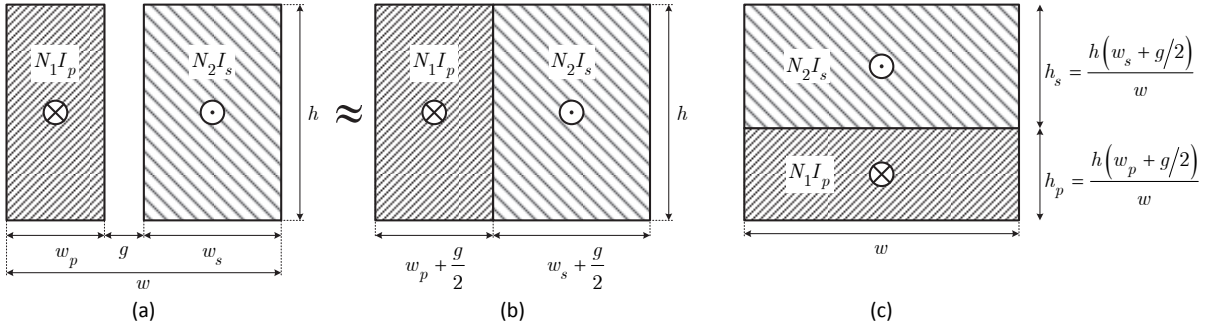 N₁Iₚ
N₂Iₛ
h
wₚ
g
wₛ
w
(a)
≈
N₁Iₚ
N₂Iₛ
h
wₚ + g/2
wₛ + g/2
(b)
N₂Iₛ
N₁Iₚ
hₛ = h(wₛ + g/2)/w
hₚ = h(wₚ + g/2)/w
w
(c)